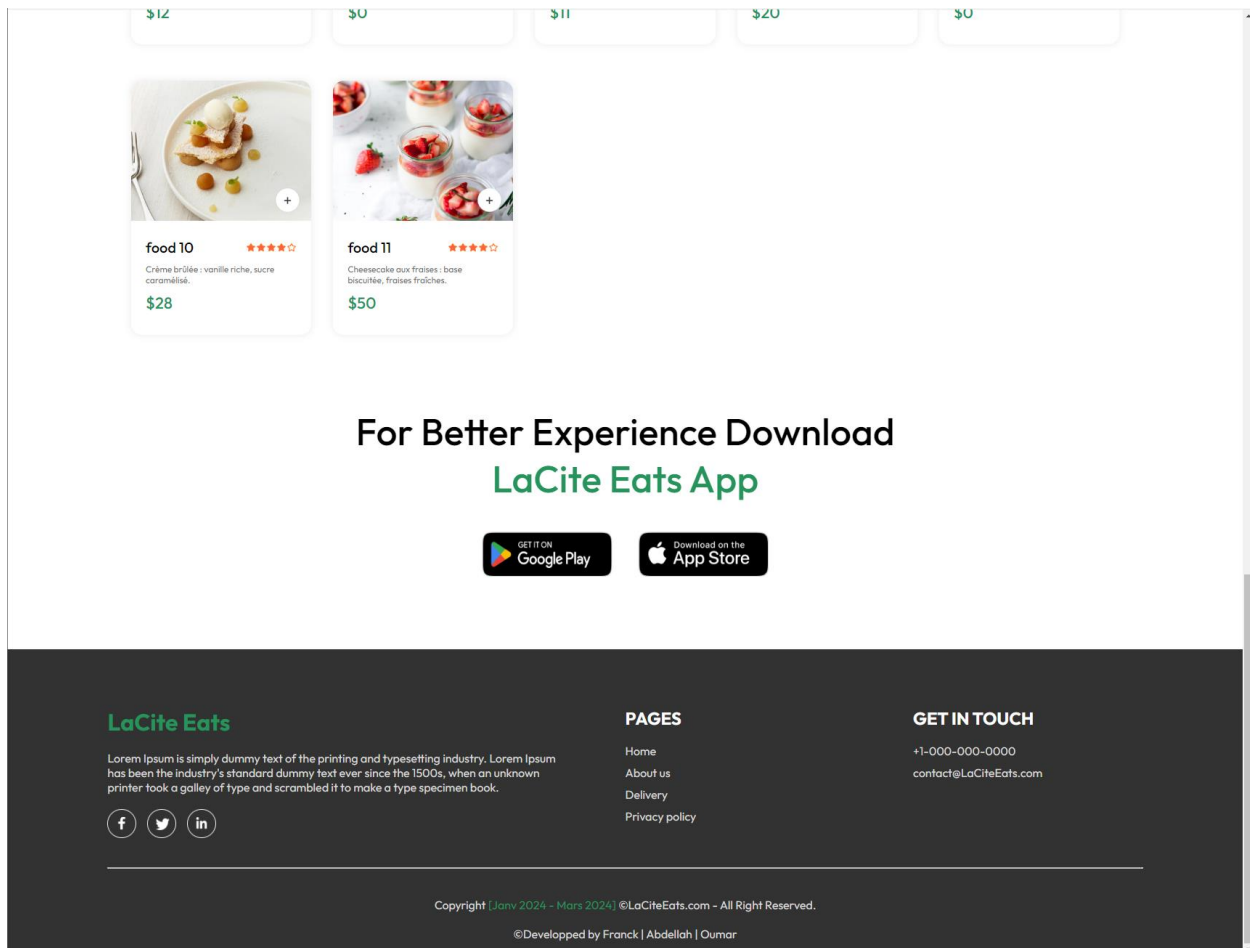 $12 $0 $11 $20 $0
+ +
food 10 food 11
Crème brûlée : vanille riche, sucre
caramélisé.
$28
Cheesecake aux fraises : base
biscuitée, fraises fraîches.
$50
For Better Experience Download
LaCite Eats App
GET IT ON
Google Play
Download on the
App Store
LaCite Eats
Lorem Ipsum is simply dummy text of the printing and typesetting industry. Lorem Ipsum
has been the industry's standard dummy text ever since the 1500s, when an unknown
printer took a galley of type and scrambled it to make a type specimen book.
f in
PAGES
Home
About us
Delivery
Privacy policy
GET IN TOUCH
+1-000-000-0000
contact@LaCiteEats.com
Copyright [Janv 2024 - Mars 2024] ©LaCiteEats.com - All Right Reserved.
©Developped by Franck | Abdellah | Oumar